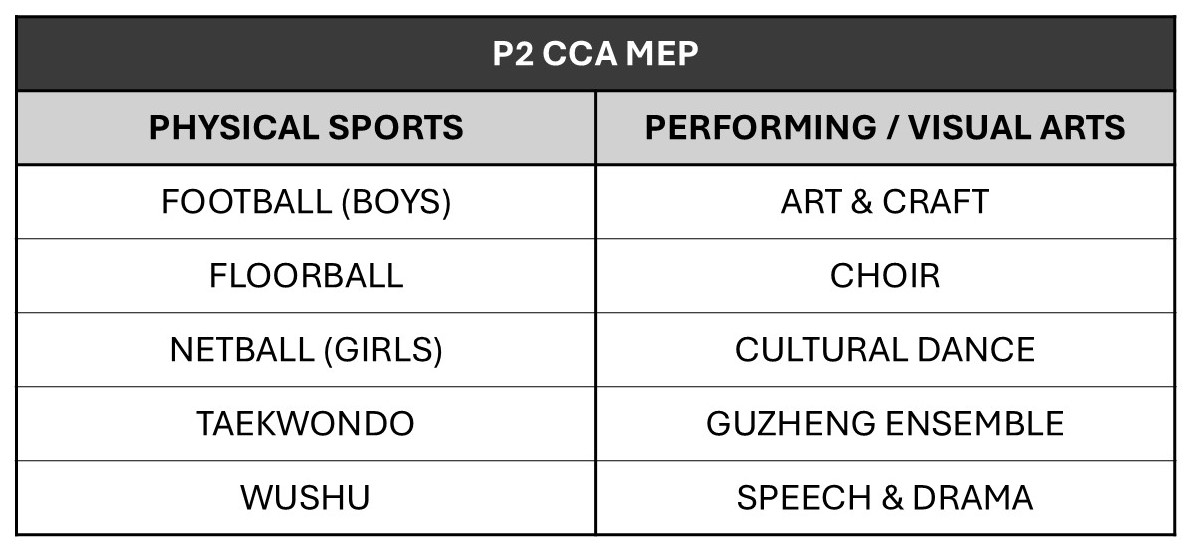 P2 CCA MEP
PHYSICAL SPORTS PERFORMING / VISUAL ARTS
FOOTBALL (BOYS) ART & CRAFT
FLOORBALL CHOIR
NETBALL (GIRLS) CULTURAL DANCE
TAEKWONDO GUZHENG ENSEMBLE
WUSHU SPEECH & DRAMA